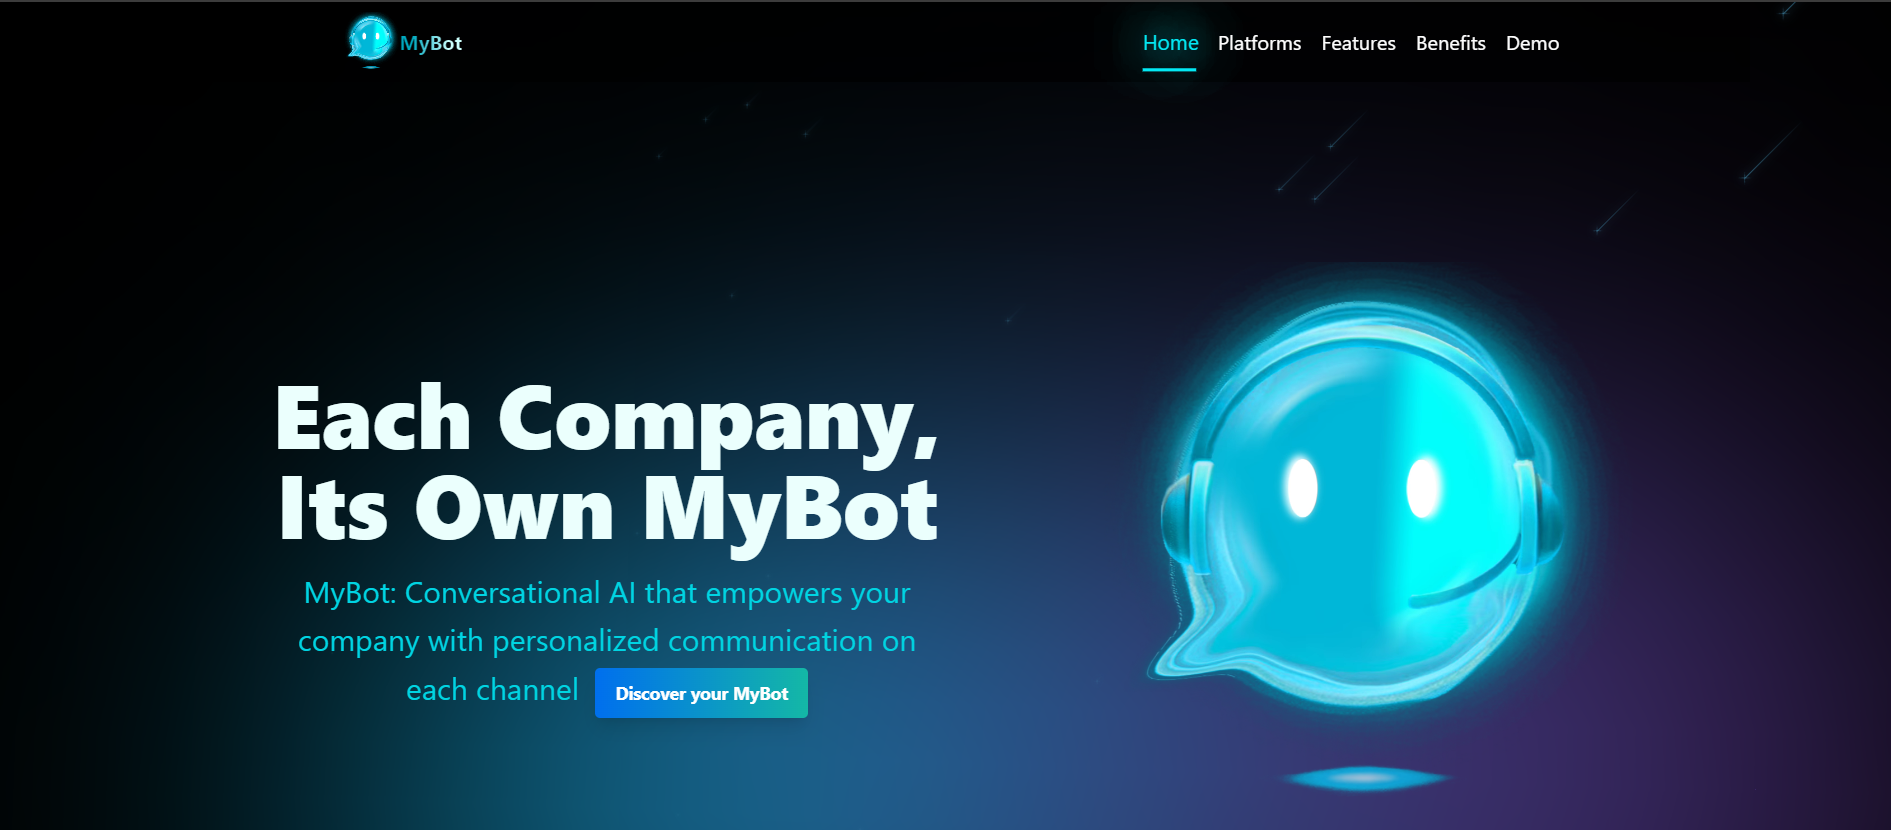 MyBot
Home Platforms Features Benefits Demo
Each Company,
Its Own MyBot
MyBot: Conversational AI that empowers your
company with personalized communication on
each channel Discover your MyBot